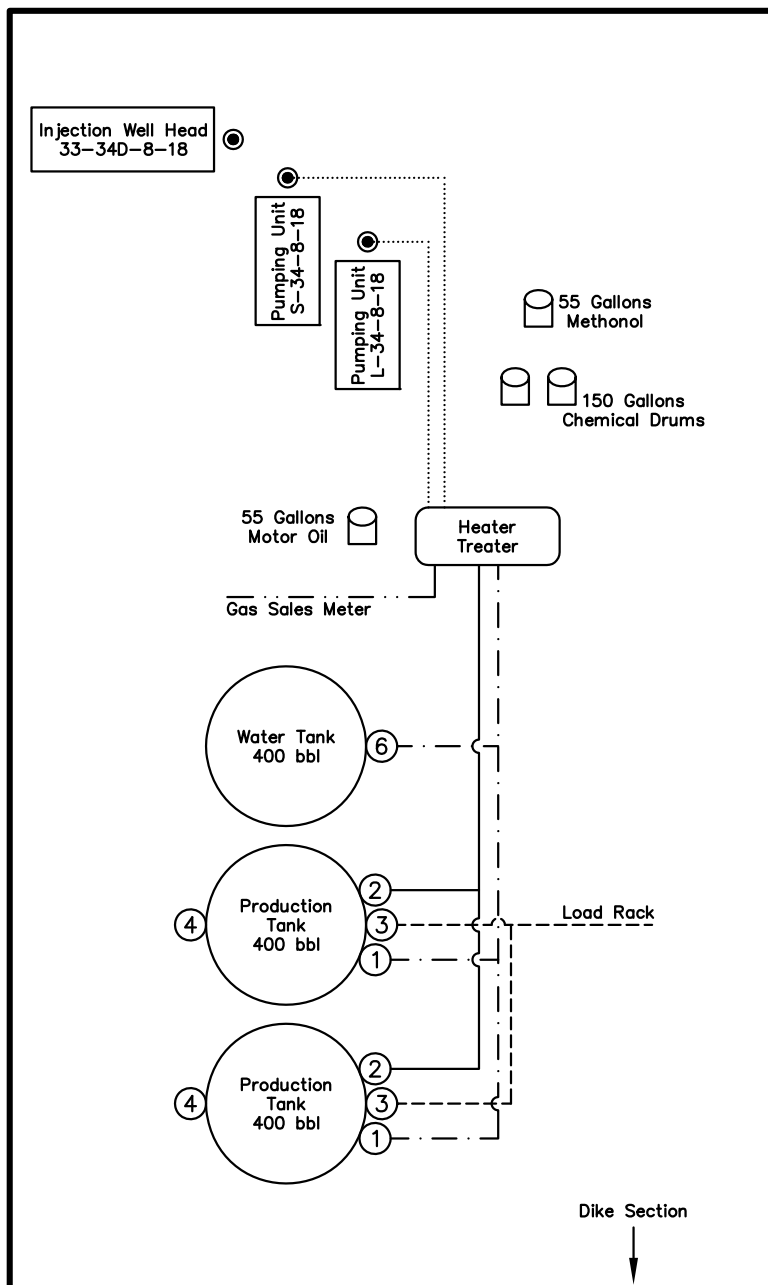 Injection Well Head
33-34D-8-18
Pumping Unit
S-34-8-18
Pumping Unit
L-34-8-18
55 Gallons
Methonol
150 Gallons
Chemical Drums
55 Gallons
Motor Oil
Heater
Treater
Gas Sales Meter
Water Tank
400 bbl
6
Production
Tank
400 bbl
4
2
3
1
Load Rack
Production
Tank
400 bbl
4
2
3
1
Dike Section